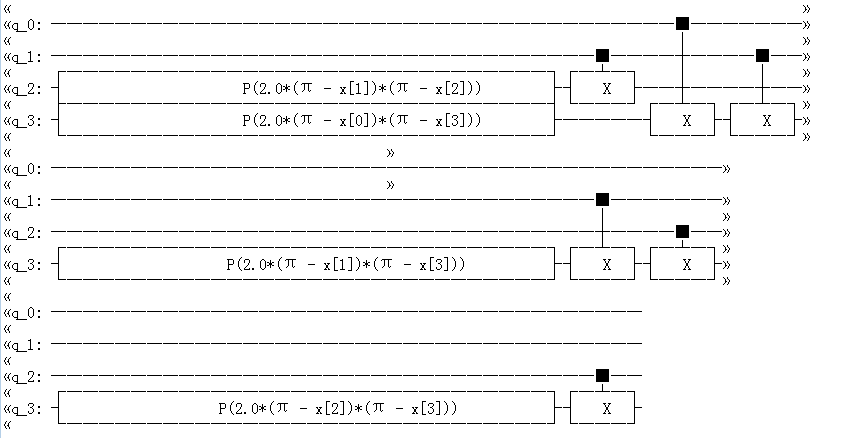 «                                                  »
«q_0: »
«                                                  »
«q_1: »
«                                                  »
«q_2: P(2.0*(π - x[1])*(π - x[2])) X »
«                                                  »
«q_3: P(2.0*(π - x[0])*(π - x[3])) X X »
«                                                  »
« »
«q_0: »
« »
«q_1: »
« »
«q_2: »
« »
«q_3: P(2.0*(π - x[1])*(π - x[3])) X X »
« »
«
«q_0:
«
«q_1:
«
«q_2:
«
«q_3: P(2.0*(π - x[2])*(π - x[3])) X
«